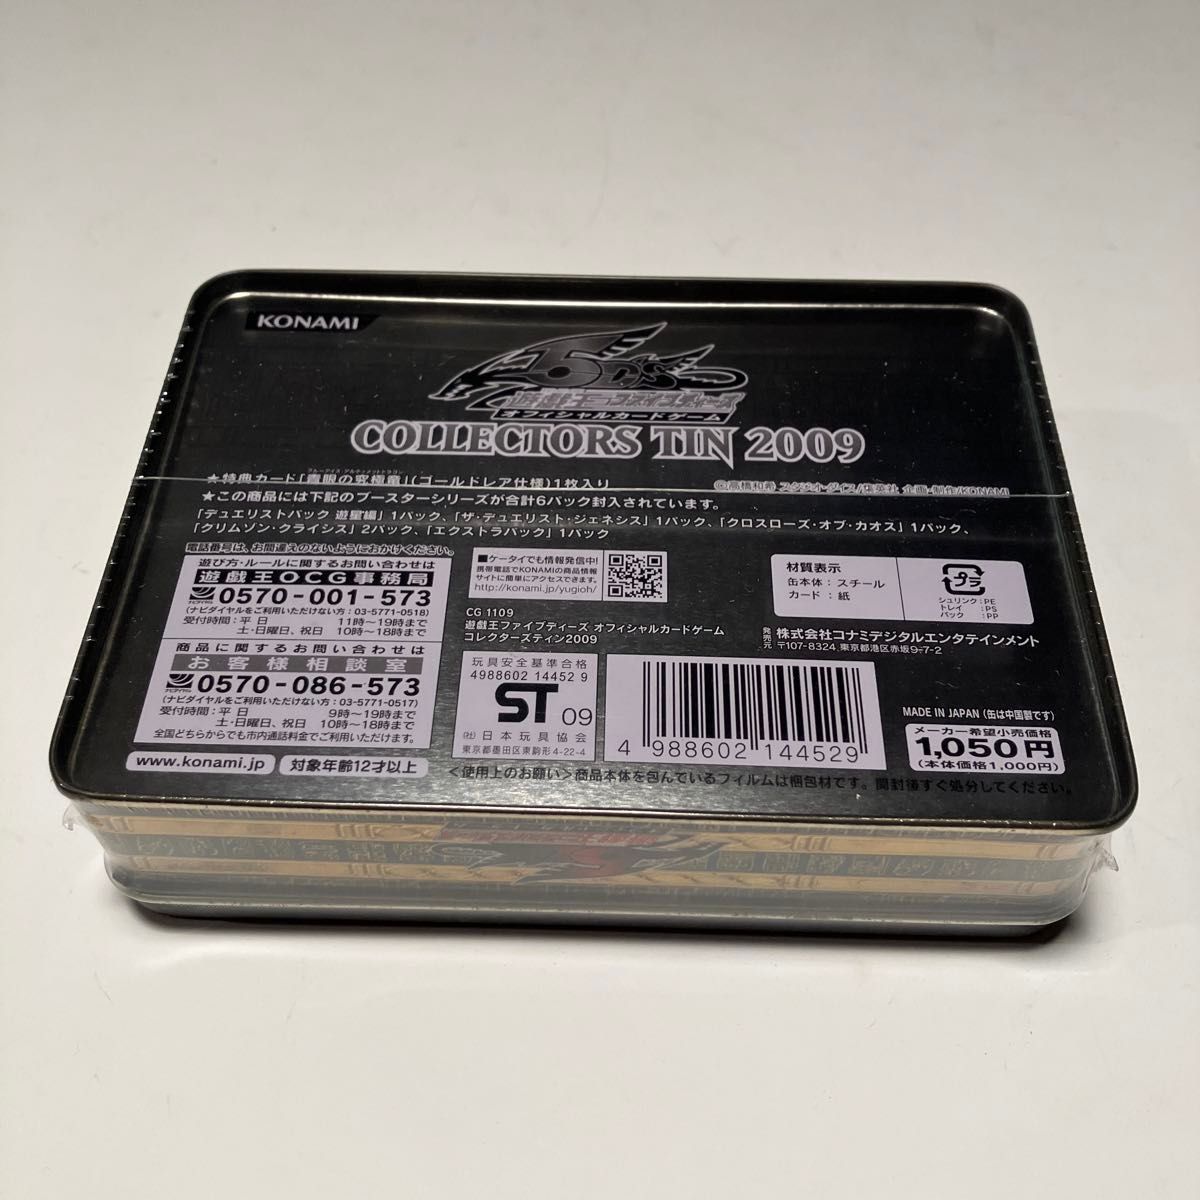 KONAMI
5D's
遊戯王ファイブディーズ
オフィシャルカードゲーム
COLLECTORS TIN 2009
ブルーアイズ・アルティメットドラゴン
★特典カード「青眼の究極竜」(ゴールドレア仕様)1枚入り
©高橋和希 スタジオ・ダイス/集英社 企画・制作/KONAMI
★この商品には下記のブースターシリーズが合計6パック封入されています。
「デュエリストパック 遊星編」1パック、「ザ・デュエリスト・ジェネシス」1パック、「クロスローズ・オブ・カオス」1パック、
「クリムゾン・クライシス」2パック、「エクストラパック」1パック
電話番号は、お間違えのないようにおかけください。
遊び方・ルールに関するお問い合わせは
遊戯王OCG事務局
ナビダイヤル
0570-001-573
(ナビダイヤルをご利用いただけない方：03-5771-0518)
受付時間：平 日 11時〜19時まで
土・日曜日、祝日 10時〜18時まで
商品に関するお問い合わせは
お客様相談室
ナビダイヤル
0570-086-573
(ナビダイヤルをご利用いただけない方：03-5771-0517)
受付時間：平 日 9時〜19時まで
土・日曜日、祝日 10時〜18時まで
全国どちらからでも市内通話料金でご利用いただけます。
www.konami.jp
対象年齢12才以上
■ケータイでも情報発信中!
携帯電話でKONAMIの商品情報
サイトに簡単にアクセスできます。
http://konami.jp/yugioh/
CG 1109
遊戯王ファイブディーズ オフィシャルカードゲーム
コレクターズティン2009
玩具安全基準合格
4988602 14452 9
ST 09
(社)日本玩具協会
東京都墨田区東駒形4-22-4
4 988602 144529
材質表示
缶本体：スチール
カード：紙
プラ
シュリンク：PE
トレイ：PS
パック：PP
発売元 株式会社コナミデジタルエンタテインメント
〒107-8324 東京都港区赤坂9-7-2
MADE IN JAPAN (缶は中国製です)
メーカー希望小売価格
1,050円
(本体価格1,000円)
＜使用上のお願い＞商品本体を包んでいるフィルムは梱包材です。開封後すぐ処分してください。